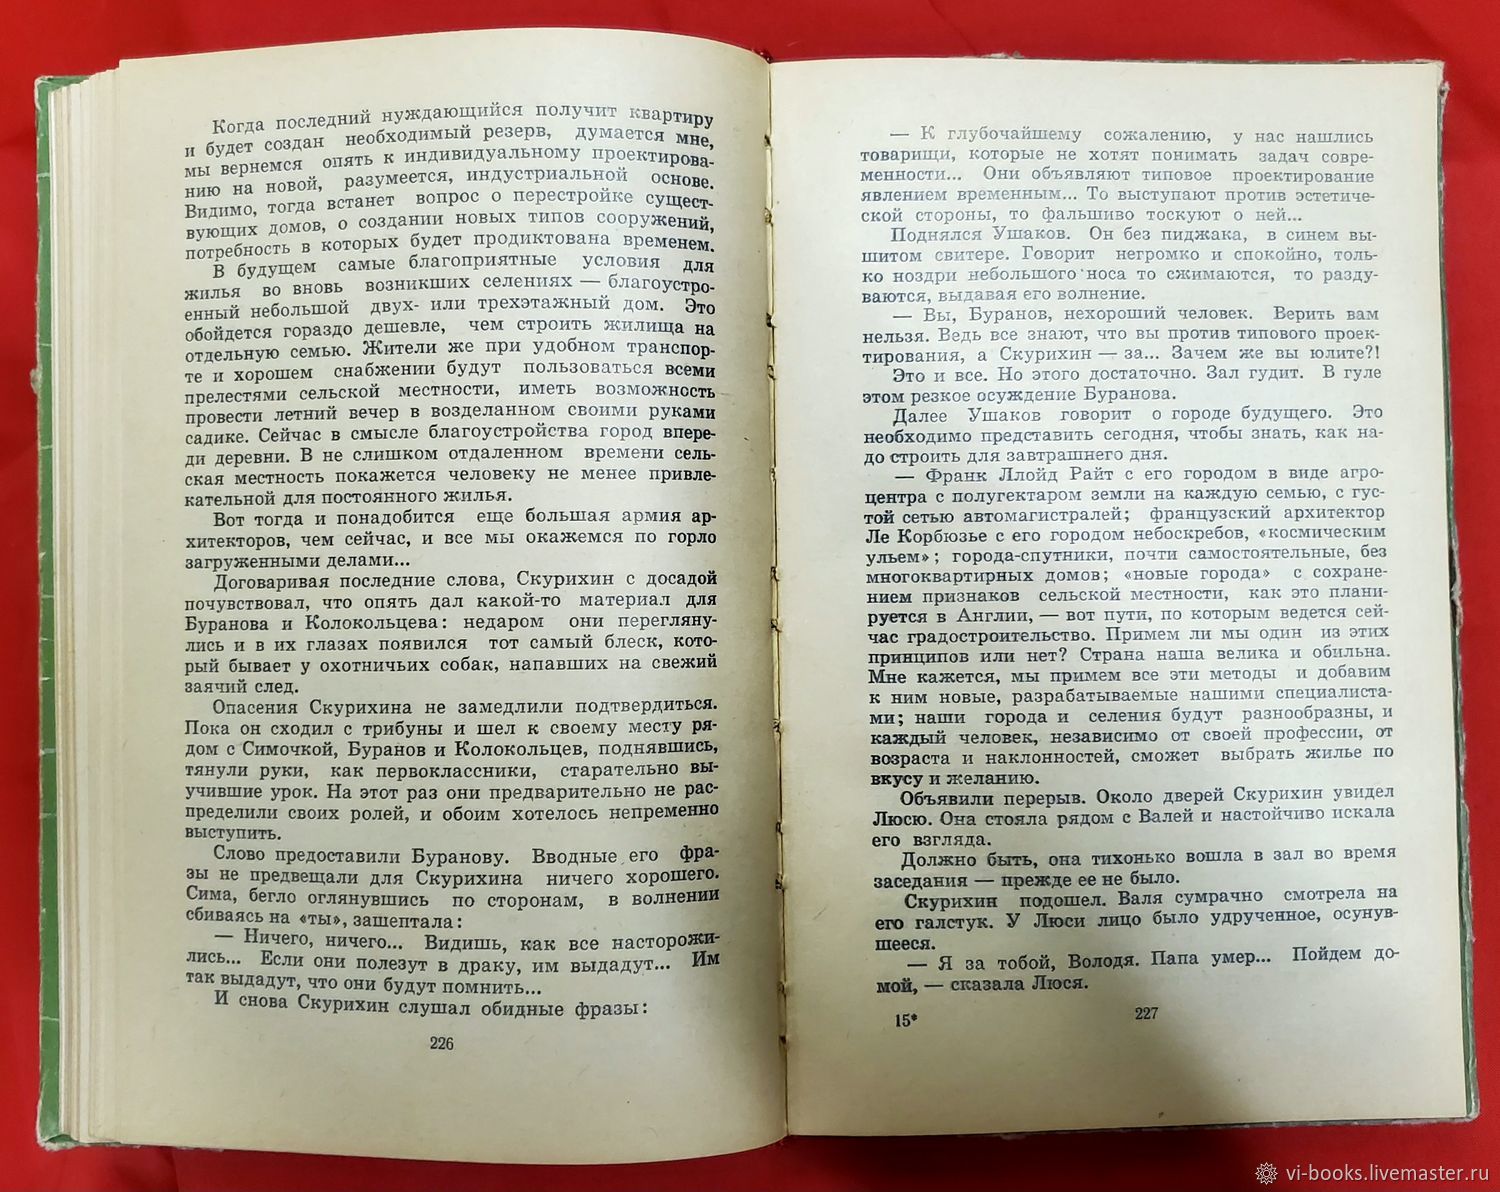 Когда последний нуждающийся получит квартиру
и будет создан необходимый резерв, думается мне,
мы вернемся опять к индивидуальному проектирова-
нию на новой, разумеется, индустриальной основе.
Видимо, тогда встанет вопрос о перестройке сущест-
вующих домов, о создании новых типов сооружений,
потребность в которых будет продиктована временем.
В будущем самые благоприятные условия для
жилья во вновь возникших селениях — благоустро-
енный небольшой двух- или трехэтажный дом. Это
обойдется гораздо дешевле, чем строить жилища на
отдельную семью. Жители же при удобном транспор-
те и хорошем снабжении будут пользоваться всеми
прелестями сельской местности, иметь возможность
провести летний вечер в возделанном своими руками
садике. Сейчас в смысле благоустройства город впере-
ди деревни. В не слишком отдаленном времени сель-
ская местность покажется человеку не менее привле-
кательной для постоянного жилья.
Вот тогда и понадобится еще большая армия ар-
хитекторов, чем сейчас, и все мы окажемся по горло
загруженными делами...
Договаривая последние слова, Скурихин с досадой
почувствовал, что опять дал какой-то материал для
Буранова и Колокольцева: недаром они перегляну-
лись и в их глазах появился тот самый блеск, кото-
рый бывает у охотничьих собак, напавших на свежий
заячий след.
Опасения Скурихина не замедлили подтвердиться.
Пока он сходил с трибуны и шел к своему месту ря-
дом с Симочкой, Буранов и Колокольцев, поднявшись,
тянули руки, как первоклассники, старательно вы-
учившие урок. На этот раз они предварительно не рас-
пределили своих ролей, и обоим хотелось непременно
выступить.
Слово предоставили Буранову. Вводные его фра-
зы не предвещали для Скурихина ничего хорошего.
Сима, бегло оглянувшись по сторонам, в волнении
сбиваясь на «ты», зашептала:
— Ничего, ничего... Видишь, как все насторожи-
лись... Если они полезут в драку, им выдадут... Им
так выдадут, что они будут помнить...
И снова Скурихин слушал обидные фразы:
226
— К глубочайшему сожалению, у нас нашлись
товарищи, которые не хотят понимать задач совре-
менности... Они объявляют типовое проектирование
явлением временным... То выступают против эстетиче-
ской стороны, то фальшиво тоскуют о ней...
Поднялся Ушаков. Он без пиджака, в синем вы-
шитом свитере. Говорит негромко и спокойно, толь-
ко ноздри небольшого носа то сжимаются, то разду-
ваются, выдавая его волнение.
— Вы, Буранов, нехороший человек. Верить вам
нельзя. Ведь все знают, что вы против типового проек-
тирования, а Скурихин — за... Зачем же вы юлите?!
Это и все. Но этого достаточно. Зал гудит. В гуле
этом резкое осуждение Буранова.
Далее Ушаков говорит о городе будущего. Это
необходимо представить сегодня, чтобы знать, как на-
до строить для завтрашнего дня.
— Франк Ллойд Райт с его городом в виде агро-
центра с полугектаром земли на каждую семью, с гус-
той сетью автомагистралей; французский архитектор
Ле Корбюзье с его городом небоскребов, «космическим
ульем»; города-спутники, почти самостоятельные, без
многоквартирных домов; «новые города» с сохране-
нием признаков сельской местности, как это плани-
руется в Англии, — вот пути, по которым ведется сей-
час градостроительство. Примем ли мы один из этих
принципов или нет? Страна наша велика и обильна.
Мне кажется, мы примем все эти методы и добавим
к ним новые, разрабатываемые нашими специалиста-
ми; наши города и селения будут разнообразны, и
каждый человек, независимо от своей профессии, от
возраста и наклонностей, сможет выбрать жилье по
вкусу и желанию.
Объявили перерыв. Около дверей Скурихин увидел
Люсю. Она стояла рядом с Валей и настойчиво искала
его взгляда.
Должно быть, она тихонько вошла в зал во время
заседания — прежде ее не было.
Скурихин подошел. Валя сумрачно смотрела на
его галстук. У Люси лицо было удрученное, осунув-
шееся.
— Я за тобой, Володя. Папа умер... Пойдем до-
мой, — сказала Люся.
15*
227
vi-books.livemaster.ru